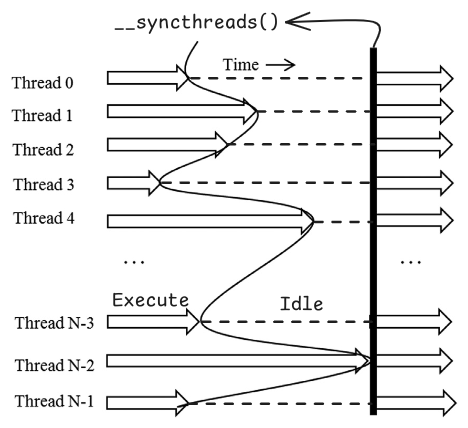 __syncthreads()
Time
Thread 0
Thread 1
Thread 2
Thread 3
Thread 4
... ...
Execute Idle
Thread N-3
Thread N-2
Thread N-1